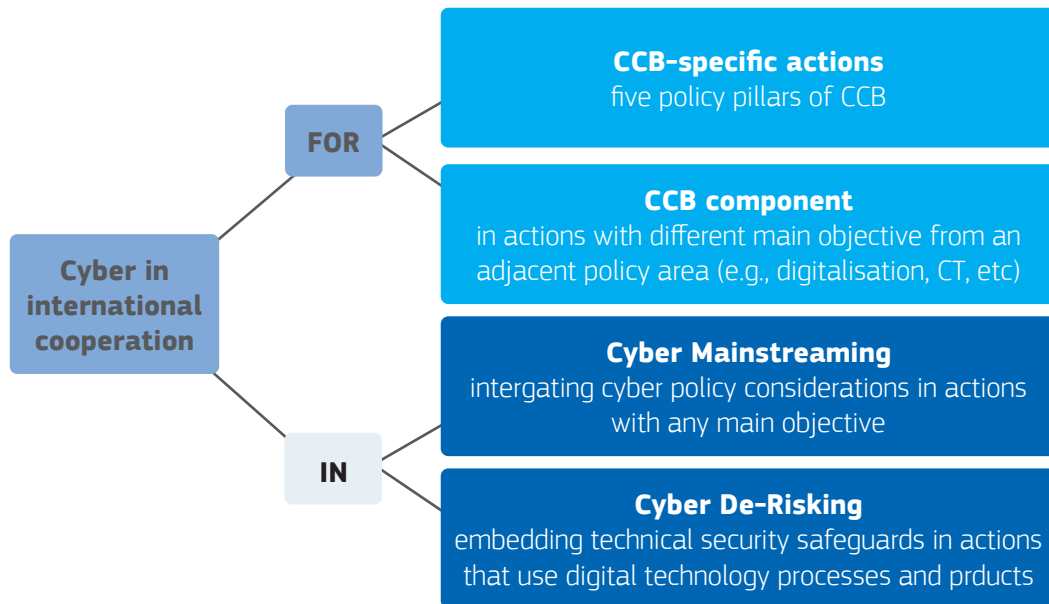 CCB-specific actions
five policy pillars of CCB
FOR
CCB component
in actions with different main objective from an
adjacent policy area (e.g., digitalisation, CT, etc)
Cyber in
international
cooperation
Cyber Mainstreaming
intergating cyber policy considerations in actions
with any main objective
IN
Cyber De-Risking
embedding technical security safeguards in actions
that use digital technology processes and prducts